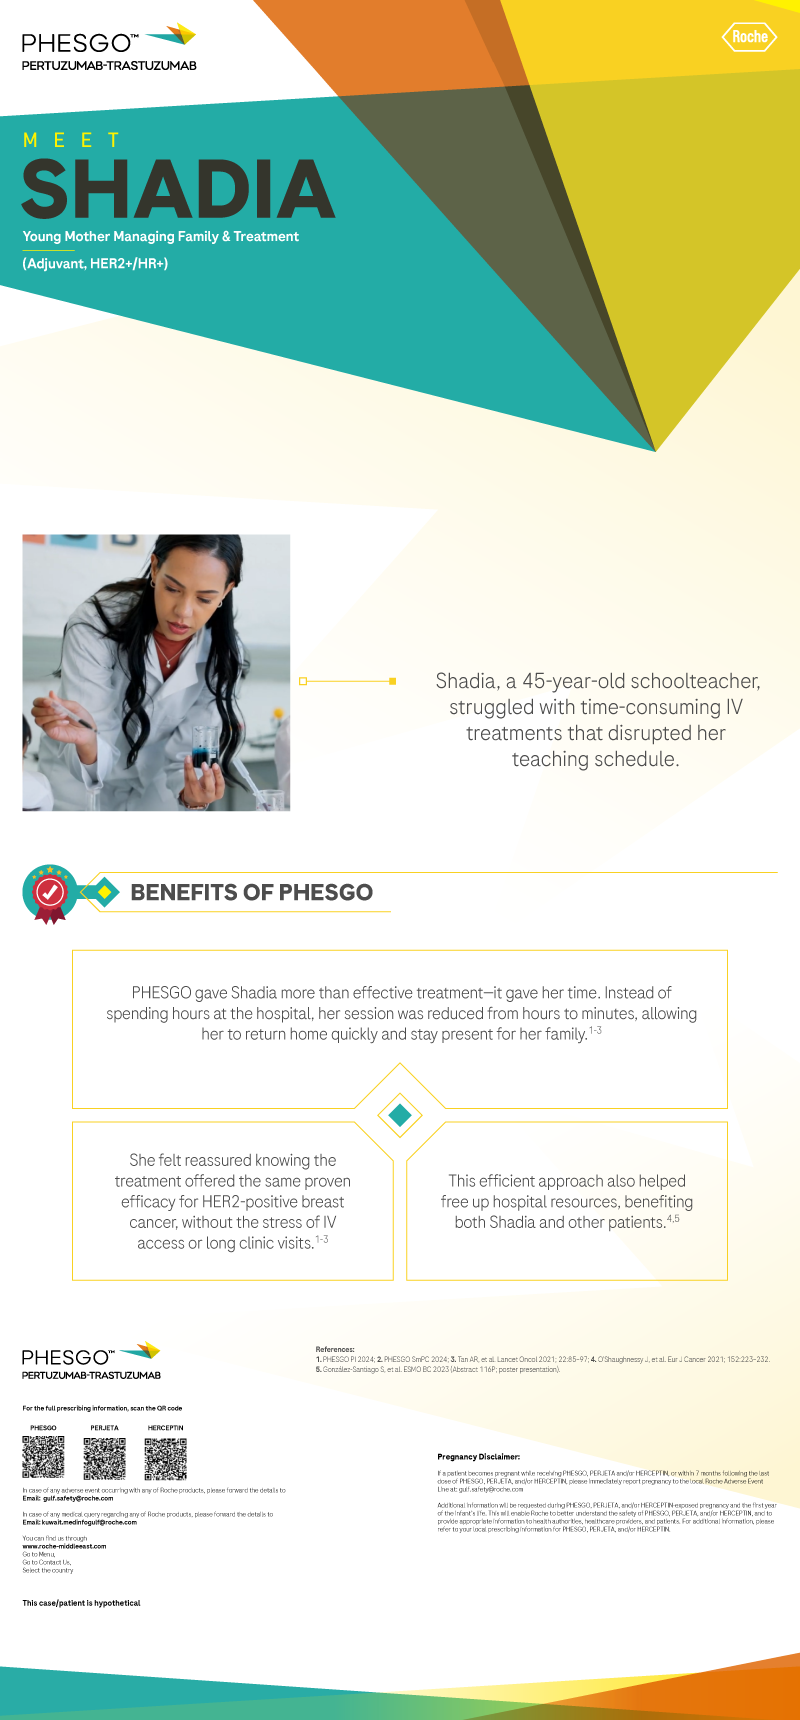 PHESGO™
PERTUZUMAB-TRASTUZUMAB
Roche
MEET
SHADIA
Young Mother Managing Family & Treatment
(Adjuvant, HER2+/HR+)
Shadia, a 45-year-old schoolteacher,
struggled with time-consuming IV
treatments that disrupted her
teaching schedule.
BENEFITS OF PHESGO
PHESGO gave Shadia more than effective treatment—it gave her time. Instead of
spending hours at the hospital, her session was reduced from hours to minutes, allowing
her to return home quickly and stay present for her family.1-3
She felt reassured knowing the
treatment offered the same proven
efficacy for HER2-positive breast
cancer, without the stress of IV
access or long clinic visits.1-3
This efficient approach also helped
free up hospital resources, benefiting
both Shadia and other patients.4,5
PHESGO™
PERTUZUMAB-TRASTUZUMAB
References:
1. PHESGO PI 2024; 2. PHESGO SmPC 2024; 3. Tan AR, et al. Lancet Oncol 2021; 22:85-97; 4. O'Shaughnessy J, et al. Eur J Cancer 2021; 152:223-232.
5. González-Santiago S, et al. ESMO BC 2023 (Abstract 116P; poster presentation).
For the full prescribing information, scan the QR code
PHESGO PERJETA HERCEPTIN
In case of any adverse event occurring with any of Roche products, please forward the details to
Email: gulf.safety@roche.com
In case of any medical query regarding any of Roche products, please forward the details to
Email: kuwait.medinfogulf@roche.com
You can find us through
www.roche-middleeast.com
Go to Menu,
Go to Contact Us,
Select the country
This case/patient is hypothetical
Pregnancy Disclaimer:
If a patient becomes pregnant while receiving PHESGO, PERJETA and/or HERCEPTIN, or within 7 months following the last
dose of PHESGO, PERJETA, and/or HERCEPTIN, please immediately report pregnancy to the local Roche Adverse Event
Line at: gulf.safety@roche.com
Additional information will be requested during PHESGO, PERJETA, and/or HERCEPTIN-exposed pregnancy and the first year
of the infant's life. This will enable Roche to better understand the safety of PHESGO, PERJETA, and/or HERCEPTIN, and to
provide appropriate information to health authorities, healthcare providers, and patients. For additional information, please
refer to your local prescribing information for PHESGO, PERJETA, and/or HERCEPTIN.